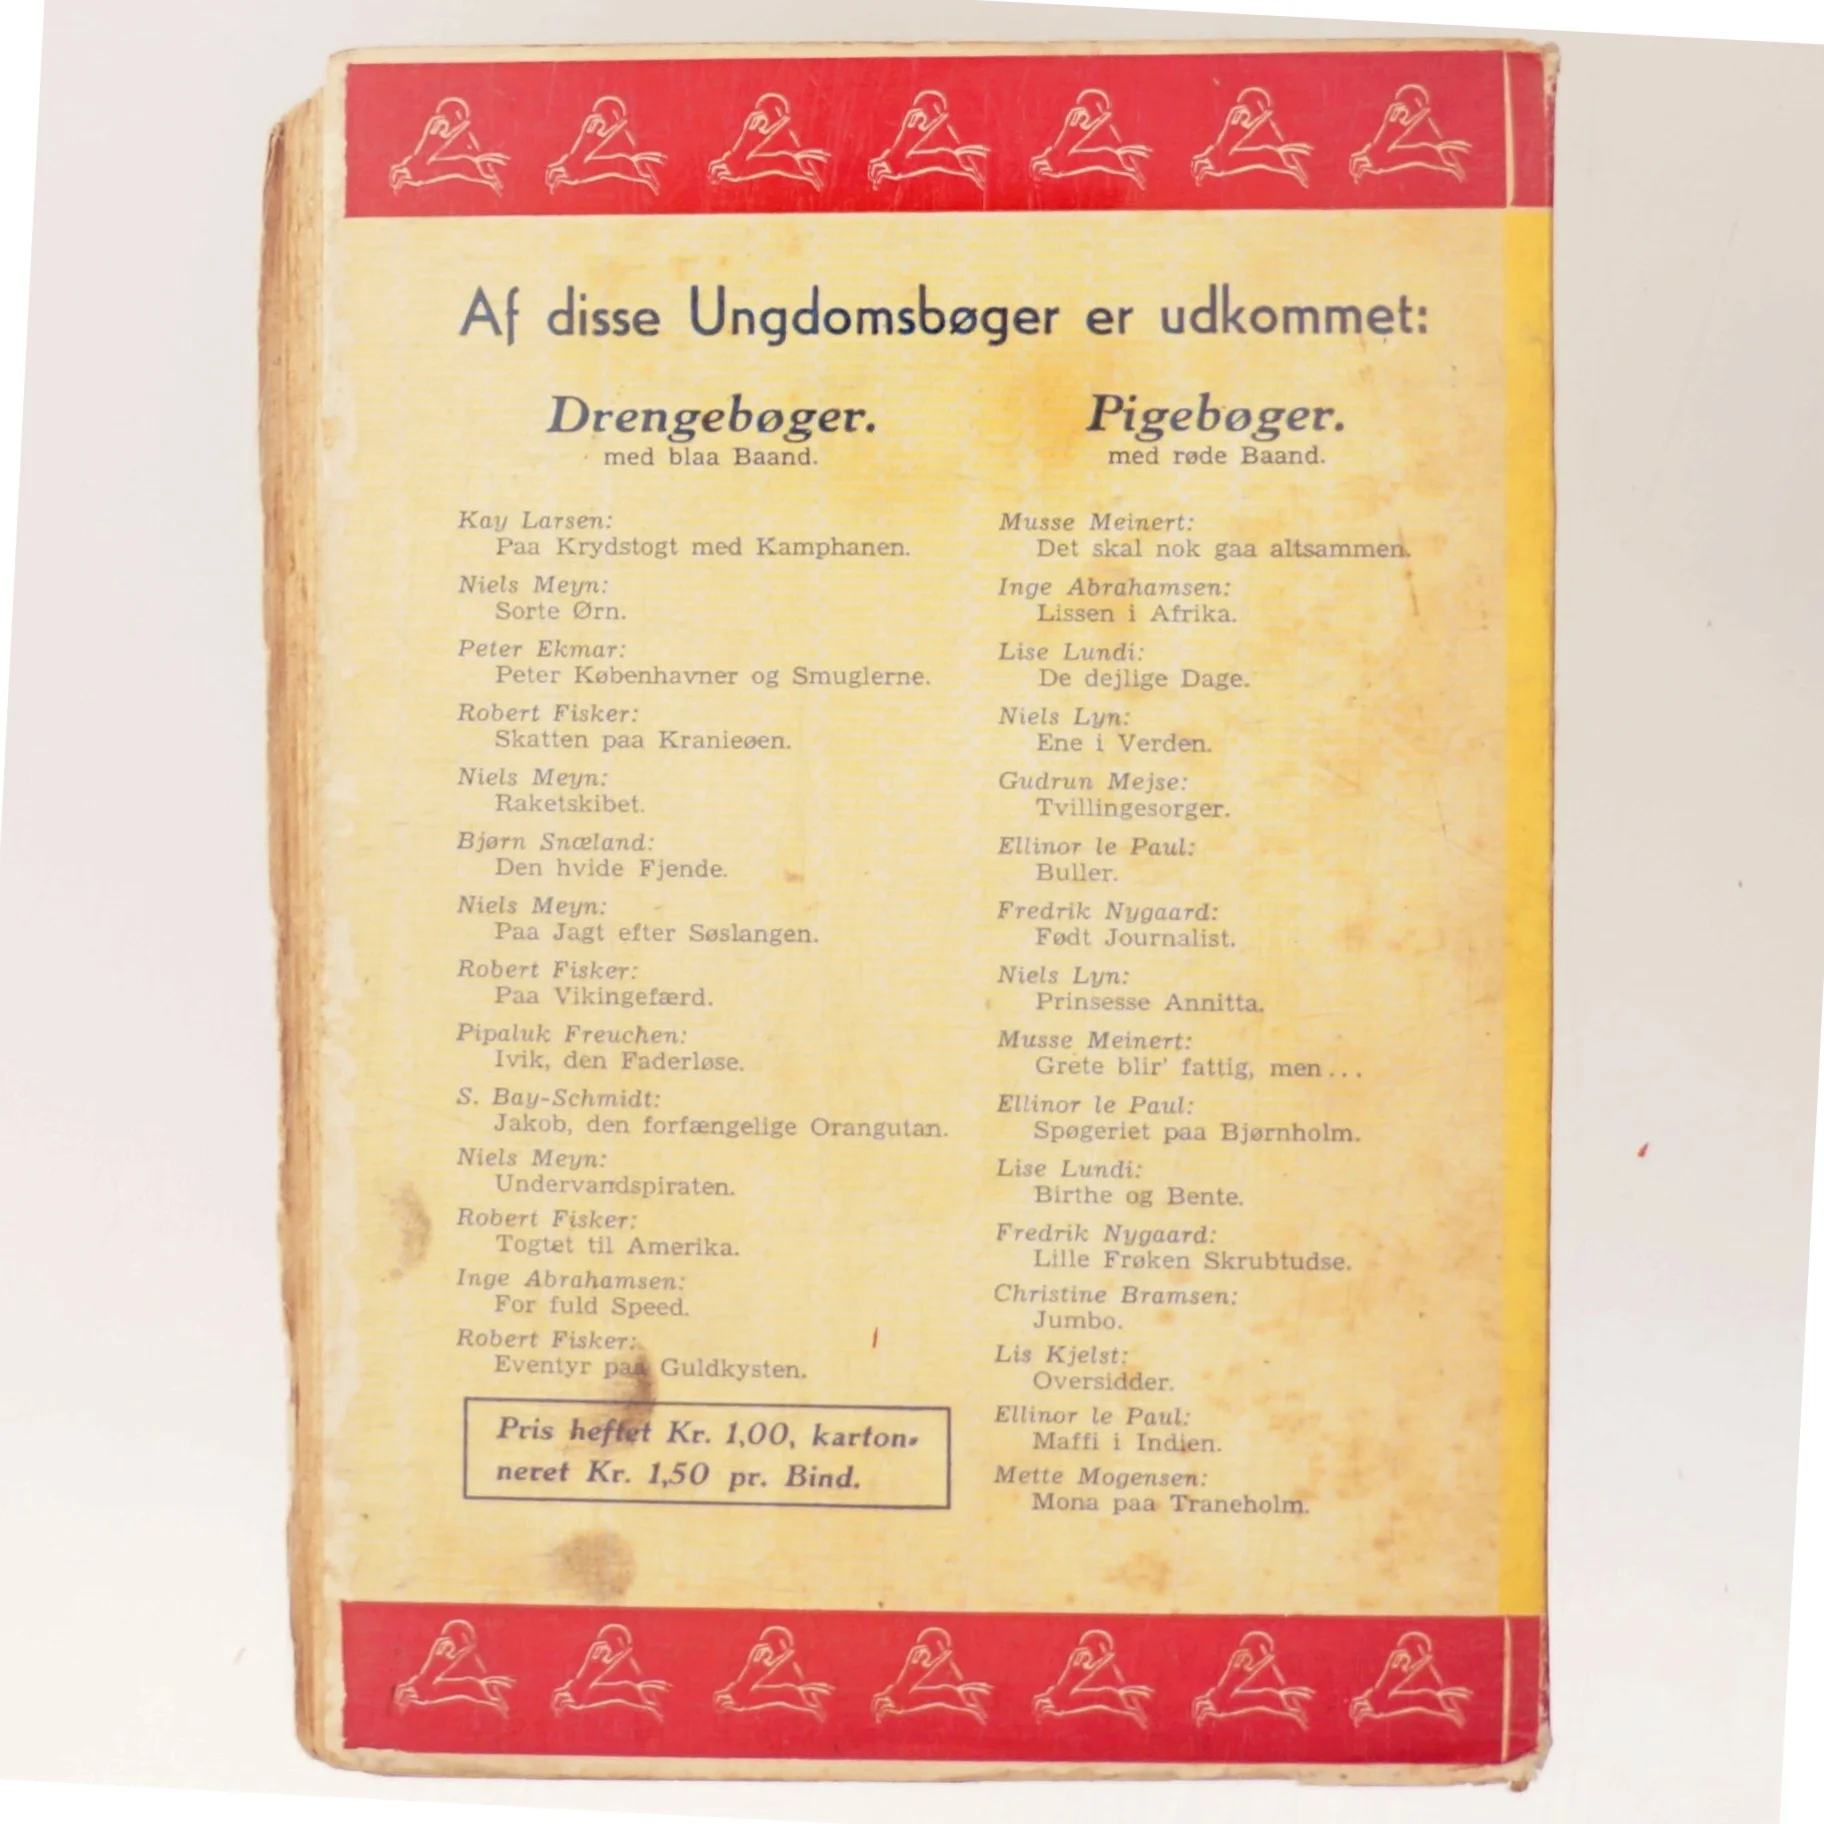 Af disse Ungdomsbøger er udkommet:
Drengebøger.
med blaa Baand.
Kay Larsen:
Paa Krydstogt med Kamphanen.
Niels Meyn:
Sorte Ørn.
Peter Ekmar:
Peter Københavner og Smuglerne.
Robert Fisker:
Skatten paa Kranieøen.
Niels Meyn:
Raketskibet.
Bjørn Snæland:
Den hvide Fjende.
Niels Meyn:
Paa Jagt efter Søslangen.
Robert Fisker:
Paa Vikingefærd.
Pipaluk Freuchen:
Ivik, den Faderløse.
S. Bay-Schmidt:
Jakob, den forfængelige Orangutan.
Niels Meyn:
Undervandspiraten.
Robert Fisker:
Togtet til Amerika.
Inge Abrahamsen:
For fuld Speed.
Robert Fisker:
Eventyr paa Guldkysten.
Pris heftet Kr. 1,00, karton-
neret Kr. 1,50 pr. Bind.
Pigebøger.
med røde Baand.
Musse Meinert:
Det skal nok gaa altsammen.
Inge Abrahamsen:
Lissen i Afrika.
Lise Lundi:
De dejlige Dage.
Niels Lyn:
Ene i Verden.
Gudrun Mejse:
Tvillingesorger.
Ellinor le Paul:
Buller.
Fredrik Nygaard:
Født Journalist.
Niels Lyn:
Prinsesse Annitta.
Musse Meinert:
Grete blir' fattig, men...
Ellinor le Paul:
Spøgeriet paa Bjørnholm.
Lise Lundi:
Birthe og Bente.
Fredrik Nygaard:
Lille Frøken Skrubtudse.
Christine Bramsen:
Jumbo.
Lis Kjelst:
Oversidder.
Ellinor le Paul:
Maffi i Indien.
Mette Mogensen:
Mona paa Traneholm.